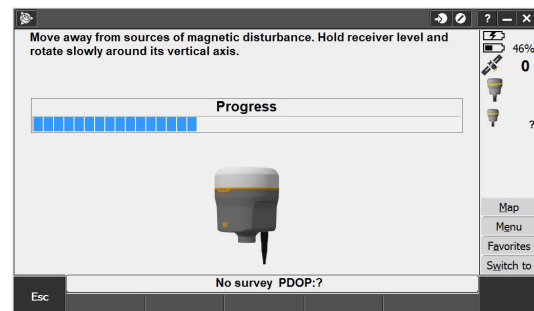 ? – ×
Move away from sources of magnetic disturbance. Hold receiver level and
rotate slowly around its vertical axis.
46%
0
Progress
?
Map
Menu
Favorites
Switch to
No survey PDOP:?
Esc